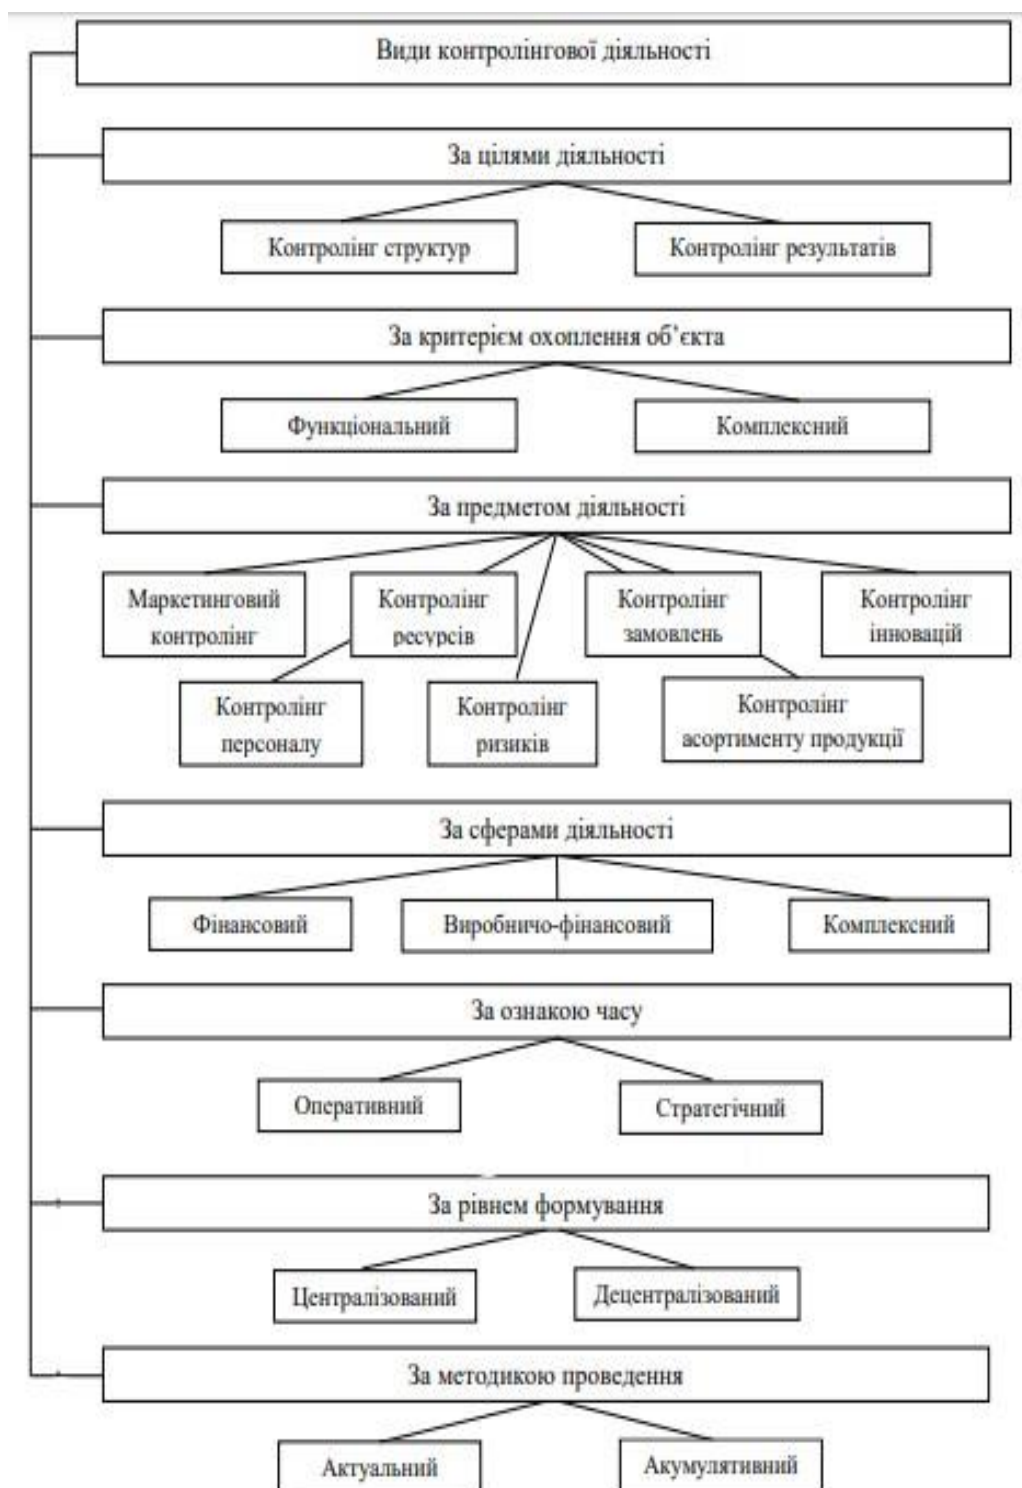 Види контролінгової діяльності
За цілями діяльності
Контролінг структур
Контролінг результатів
За критерієм охоплення об’єкта
Функціональний
Комплексний
За предметом діяльності
Маркетинговий
контролінг
Контролінг
ресурсів
Контролінг
замовлень
Контролінг
інновацій
Контролінг
персоналу
Контролінг
ризиків
Контролінг
асортименту продукції
За сферами діяльності
Фінансовий
Виробничо-фінансовий
Комплексний
За ознакою часу
Оперативний
Стратегічний
За рівнем формування
Централізований
Децентралізований
За методикою проведення
Актуальний
Акумулятивний